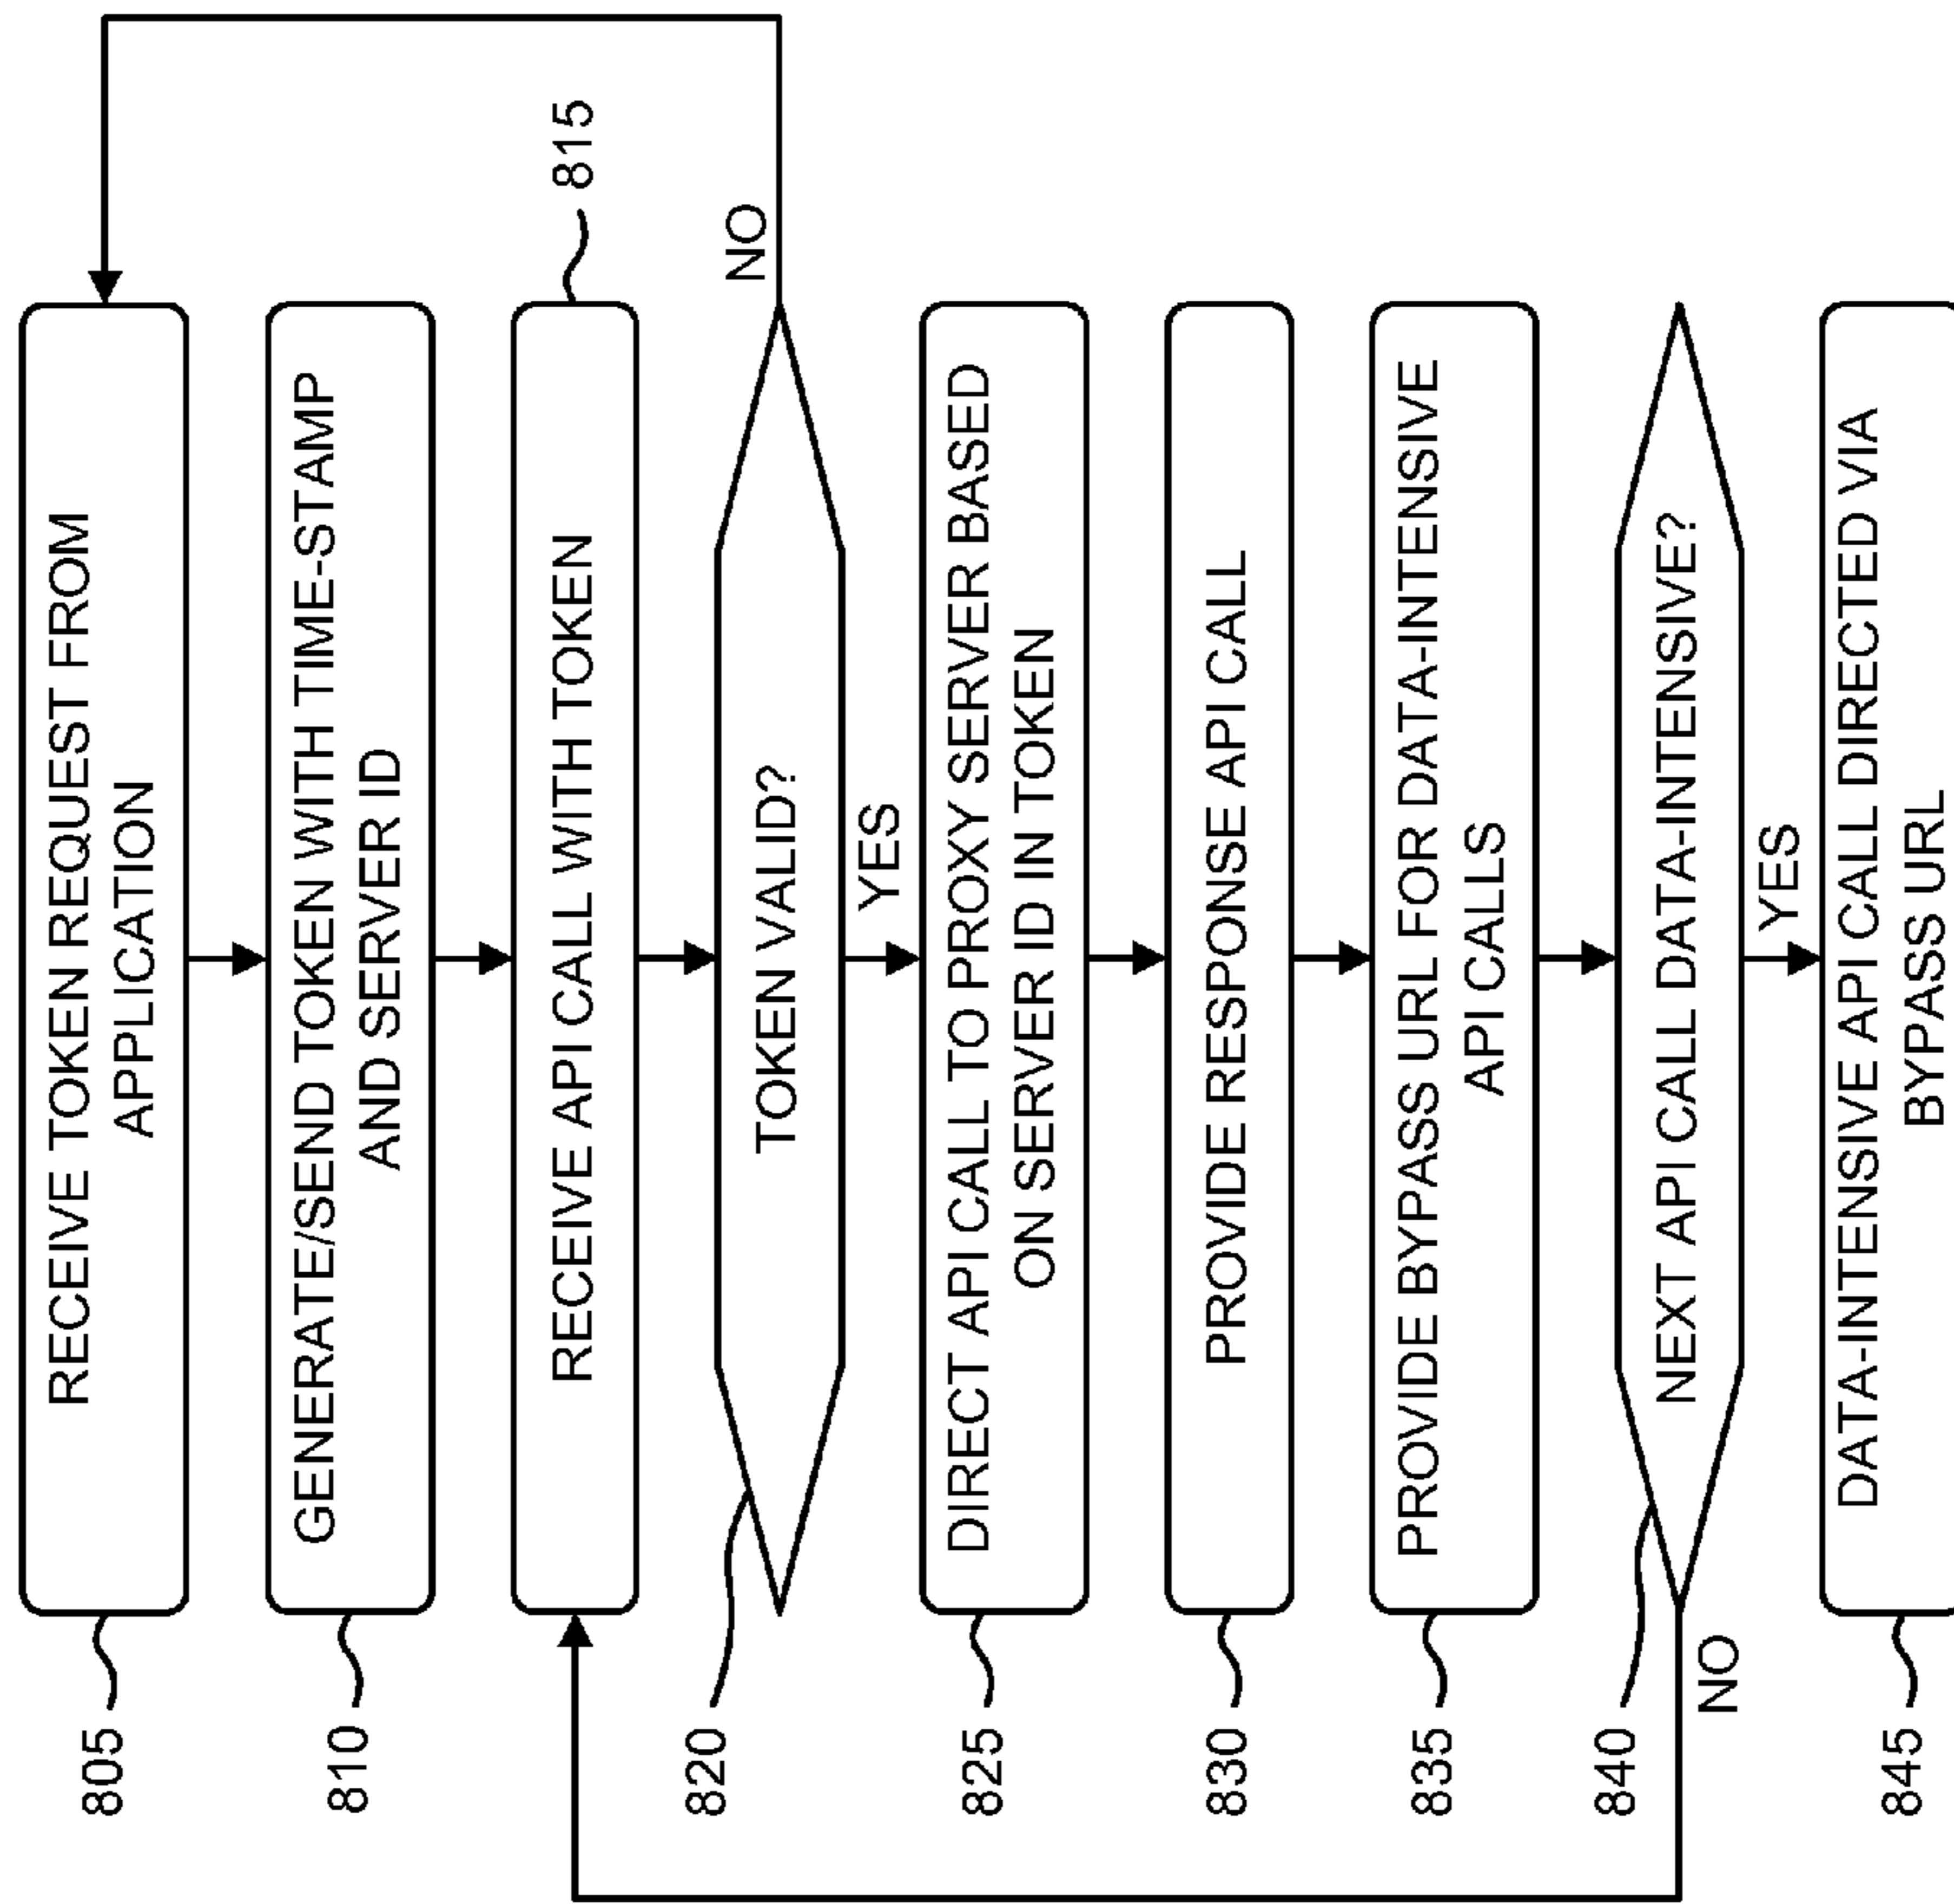 805
RECEIVE TOKEN REQUEST FROM
APPLICATION
810
GENERATE/SEND TOKEN WITH TIME-STAMP
AND SERVER ID
RECEIVE API CALL WITH TOKEN
815
820
TOKEN VALID?
NO
YES
825
DIRECT API CALL TO PROXY SERVER BASED
ON SERVER ID IN TOKEN
830
PROVIDE RESPONSE API CALL
835
PROVIDE BYPASS URL FOR DATA-INTENSIVE
API CALLS
840
NEXT API CALL DATA-INTENSIVE?
NO
YES
845
DATA-INTENSIVE API CALL DIRECTED VIA
BYPASS URL